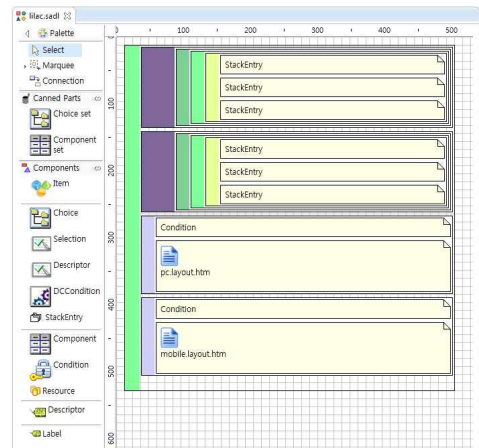 lilac.sadl
Palette
Select
Marquee
Connection
Canned Parts
Choice set
Component set
Components
Item
Choice
Selection
Descriptor
DCCondition
StackEntry
Component
Condition
Resource
Descriptor
Label
0 100 200 300 400 500
0
100
200
300
400
500
600
StackEntry
StackEntry
StackEntry
StackEntry
StackEntry
StackEntry
Condition
pc.layout.htm
Condition
mobile.layout.htm